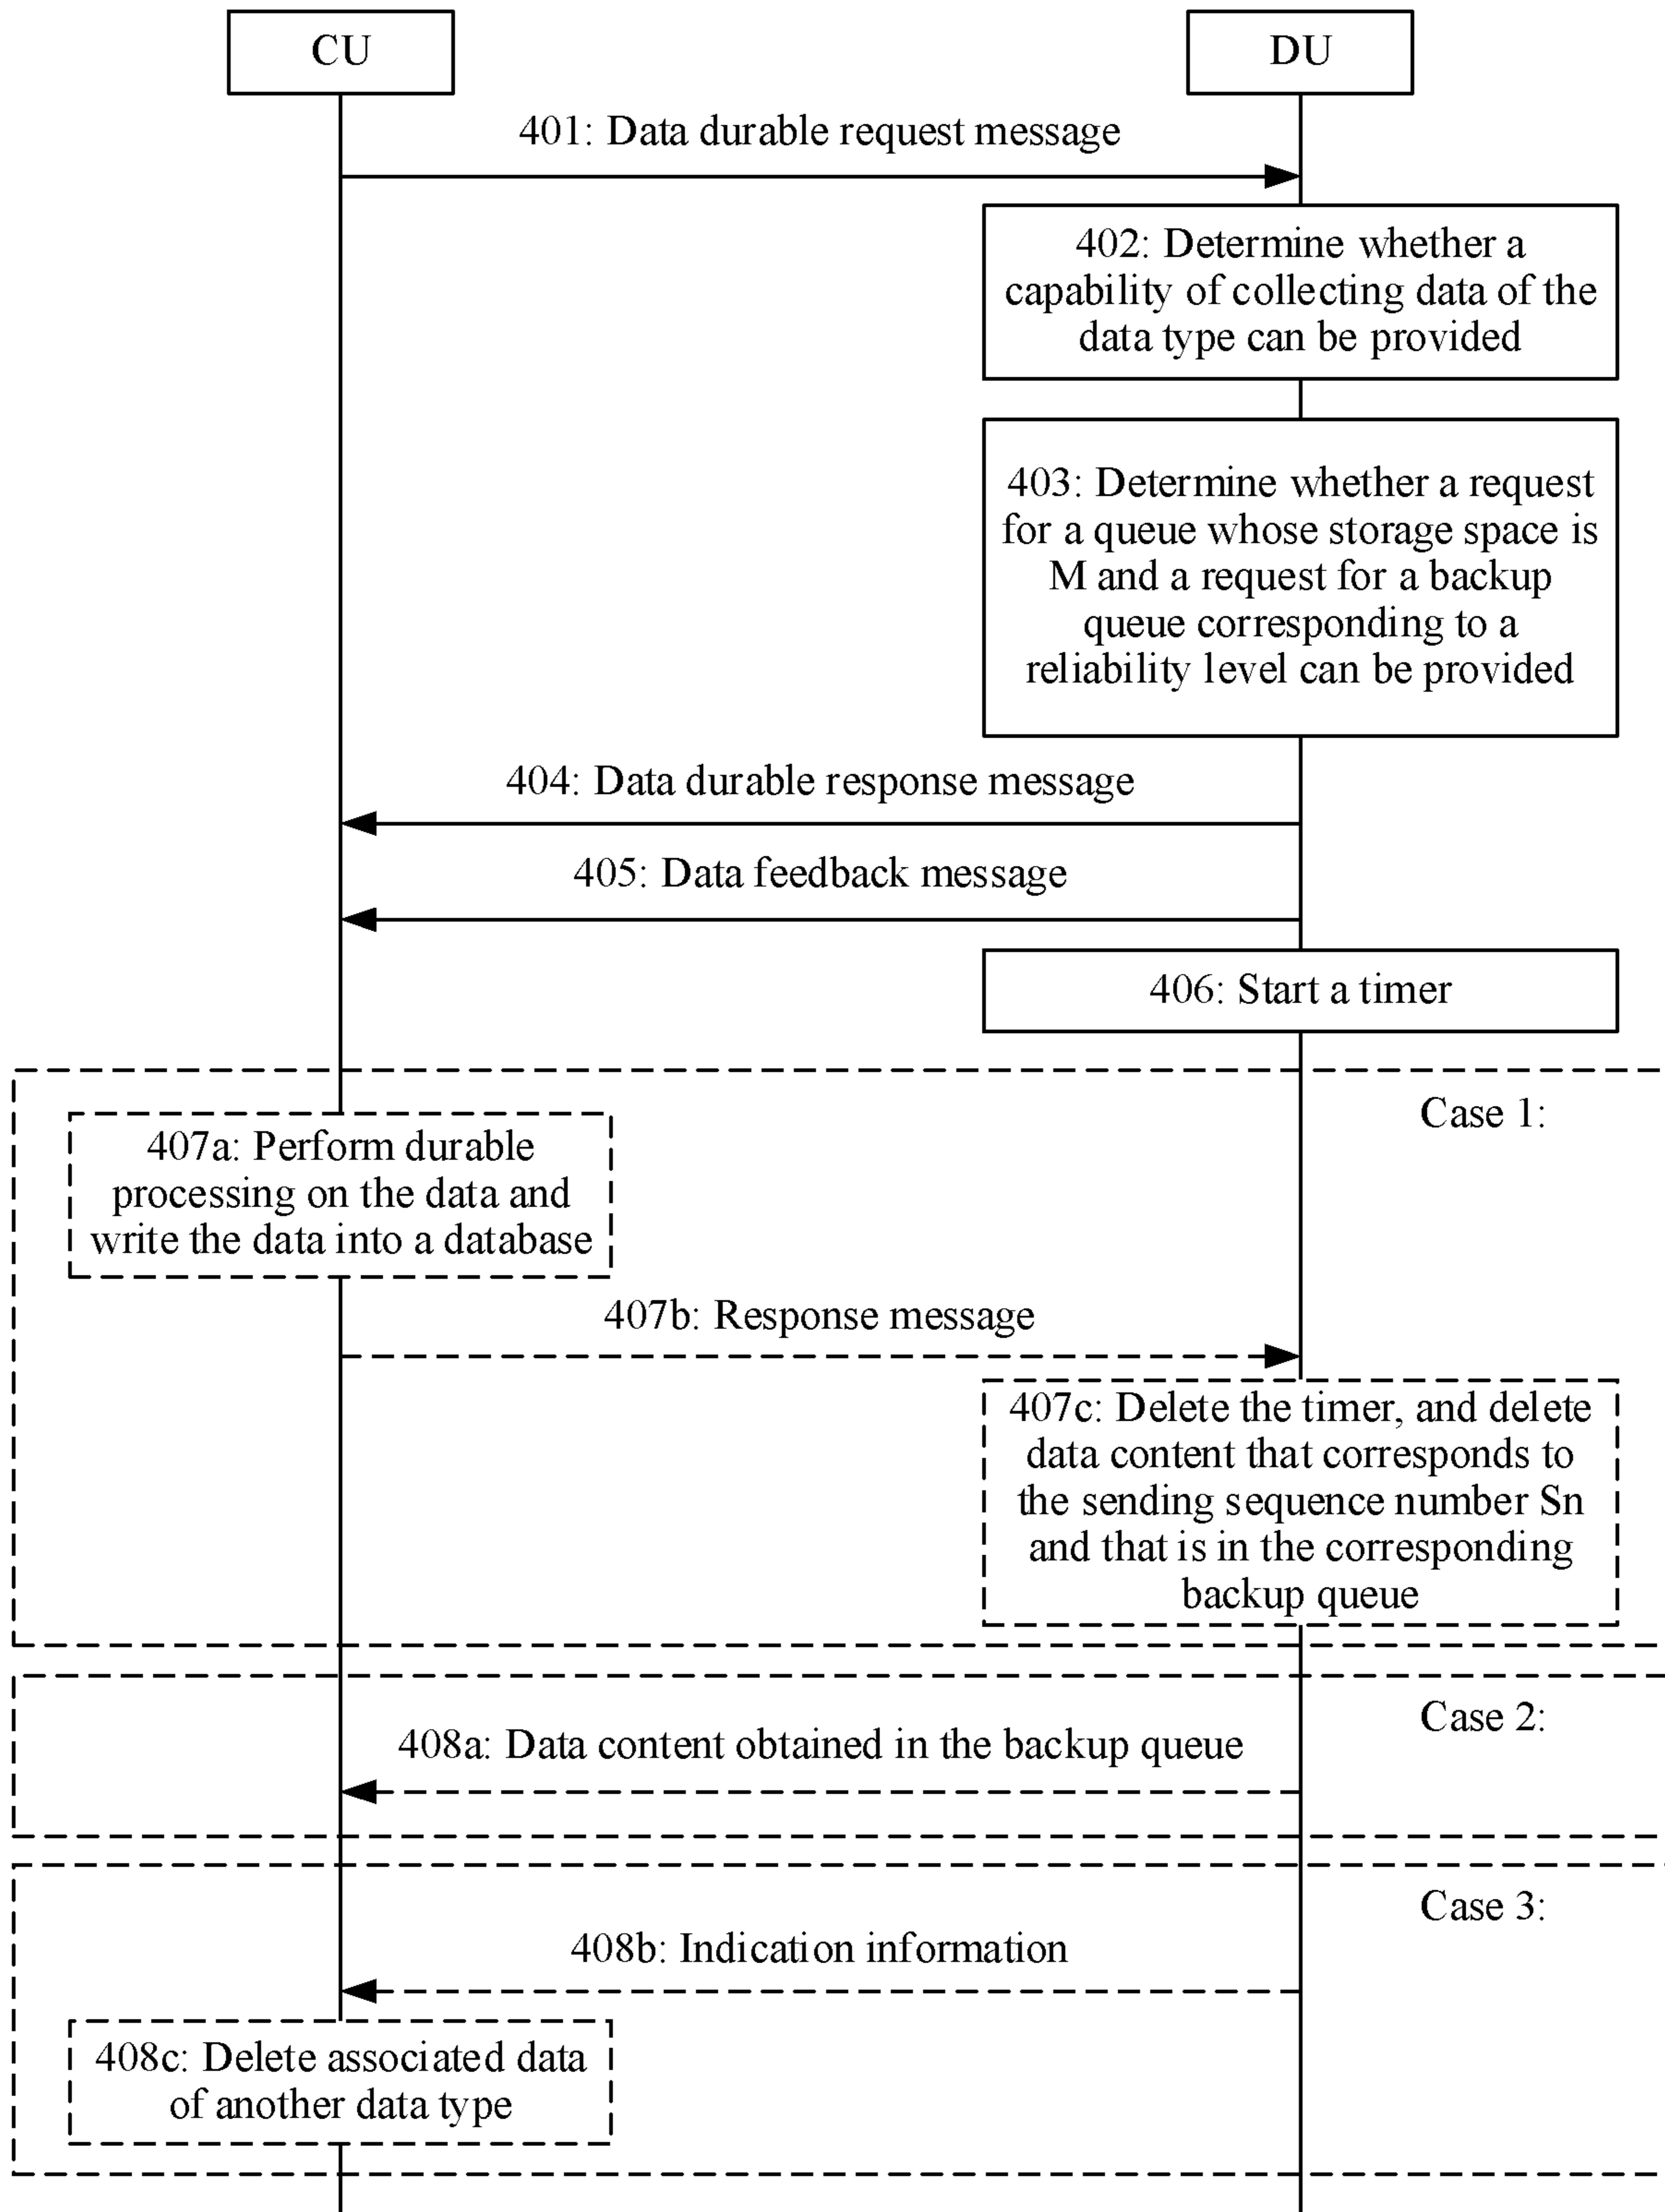 CU
DU
401: Data durable request message
402: Determine whether a
capability of collecting data of the
data type can be provided
403: Determine whether a request
for a queue whose storage space is
M and a request for a backup
queue corresponding to a
reliability level can be provided
404: Data durable response message
405: Data feedback message
406: Start a timer
Case 1:
407a: Perform durable
processing on the data and
write the data into a database
407b: Response message
407c: Delete the timer, and delete
data content that corresponds to
the sending sequence number Sn
and that is in the corresponding
backup queue
Case 2:
408a: Data content obtained in the backup queue
Case 3:
408b: Indication information
408c: Delete associated data
of another data type